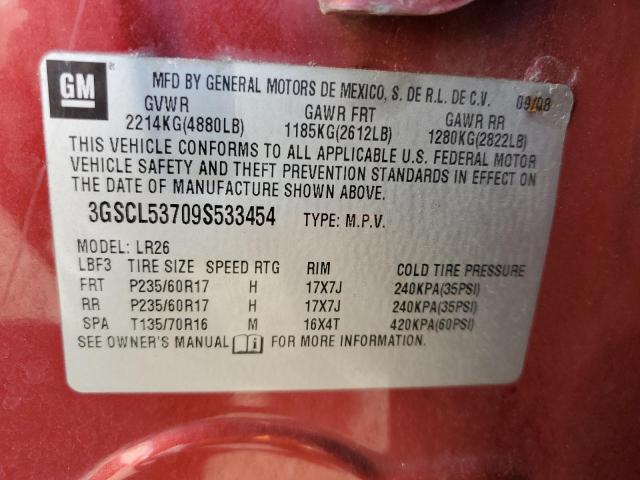 GM ® MFD BY GENERAL MOTORS DE MEXICO, S. DE R.L. DE C.V. 09/08
GVWR GAWR FRT GAWR RR
2214KG(4880LB) 1185KG(2612LB) 1280KG(2822LB)
THIS VEHICLE CONFORMS TO ALL APPLICABLE U.S. FEDERAL MOTOR
VEHICLE SAFETY AND THEFT PREVENTION STANDARDS IN EFFECT ON
THE DATE OF MANUFACTURE SHOWN ABOVE.
3GSCL53709S533454 TYPE: M.P.V.
MODEL: LR26
LBF3 TIRE SIZE SPEED RTG RIM COLD TIRE PRESSURE
FRT P235/60R17 H 17X7J 240KPA(35PSI)
RR P235/60R17 H 17X7J 240KPA(35PSI)
SPA T135/70R16 M 16X4T 420KPA(60PSI)
SEE OWNER'S MANUAL i FOR MORE INFORMATION.